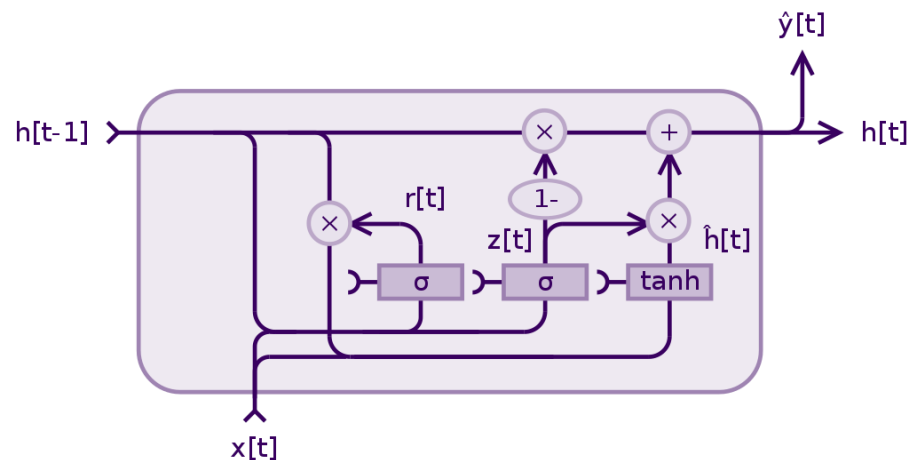 ŷ[t]
h[t-1]
×
+
h[t]
1-
r[t]
×
×
z[t]
ĥ[t]
σ
σ
tanh
x[t]